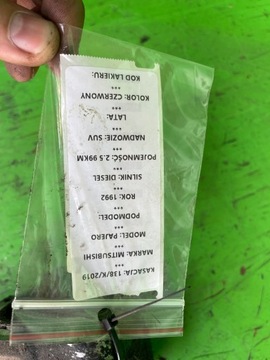 KASACJA: 138/K/2019
***
MARKA: MITSUBISHI
***
MODEL: PAJERO
***
PODMODEL:
***
ROK: 1992
***
SILNIK: DIESEL
***
POJEMNOŚĆ: 2.5 99KM
***
NADWOZIE: SUV
***
LATA:
***
KOLOR: CZERWONY
***
KOD LAKIERU: